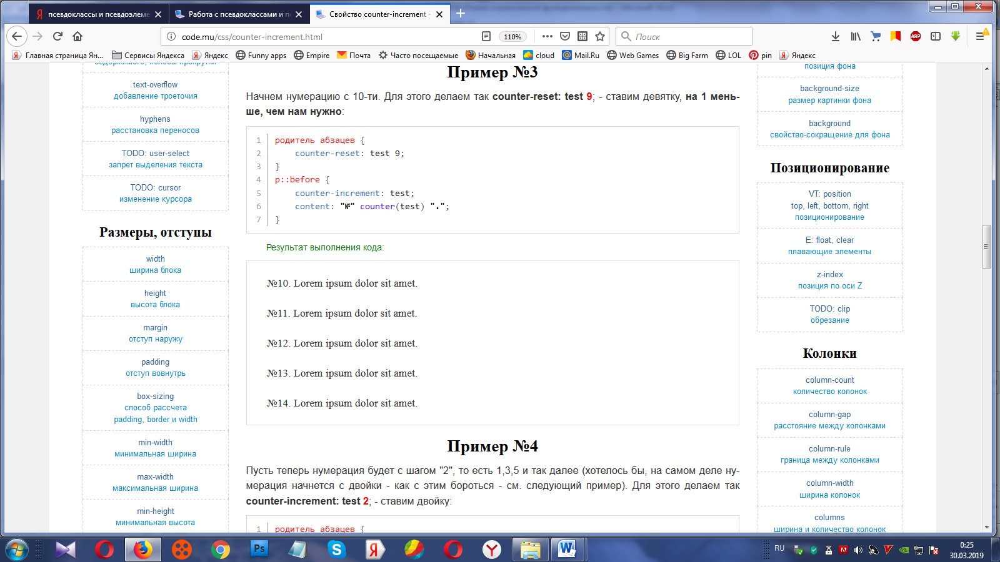 псевдоклассы и псевдоэлеме
Работа с псевдоклассами и п
Свойство counter-increment -
code.mu/css/counter-increment.html
110%
Поиск
Главная страница Ян...
Сервисы Яндекса
Яндекс
Funny apps
Empire
Почта
Часто посещаемые
Начальная
cloud
Mail.Ru
Web Games
Big Farm
LOL
pin
Яндекс
text-overflow
добавление троеточия
hyphens
расстановка переносов
TODO: user-select
запрет выделения текста
TODO: cursor
изменение курсора
Размеры, отступы
width
ширина блока
height
высота блока
margin
отступ наружу
padding
отступ вовнутрь
box-sizing
способ рассчета
padding, border и width
min-width
минимальная ширина
max-width
максимальная ширина
min-height
минимальная высота
Пример №3
Начнем нумерацию с 10-ти. Для этого делаем так counter-reset: test 9; - ставим девятку, на 1 мень-
ше, чем нам нужно:
1 родитель абзацев {
2 counter-reset: test 9;
3 }
4 p::before {
5 counter-increment: test;
6 content: "№" counter(test) ".";
7 }
Результат выполнения кода:
№10. Lorem ipsum dolor sit amet.
№11. Lorem ipsum dolor sit amet.
№12. Lorem ipsum dolor sit amet.
№13. Lorem ipsum dolor sit amet.
№14. Lorem ipsum dolor sit amet.
Пример №4
Пусть теперь нумерация будет с шагом "2", то есть 1,3,5 и так далее (хотелось бы, на самом деле ну-
мерация начнется с двойки - как с этим бороться - см. следующий пример). Для этого делаем так
counter-increment: test 2; - ставим двойку:
1 родитель абзацев {
позиция фона
background-size
размер картинки фона
background
свойство-сокращение для фона
Позиционирование
VT: position
top, left, bottom, right
позиционирование
E: float, clear
плавающие элементы
z-index
позиция по оси Z
TODO: clip
обрезание
Колонки
column-count
количество колонок
column-gap
расстояние между колонками
column-rule
граница между колонками
column-width
ширина колонок
columns
ширина и количество колонок
RU
0:25
30.03.2019